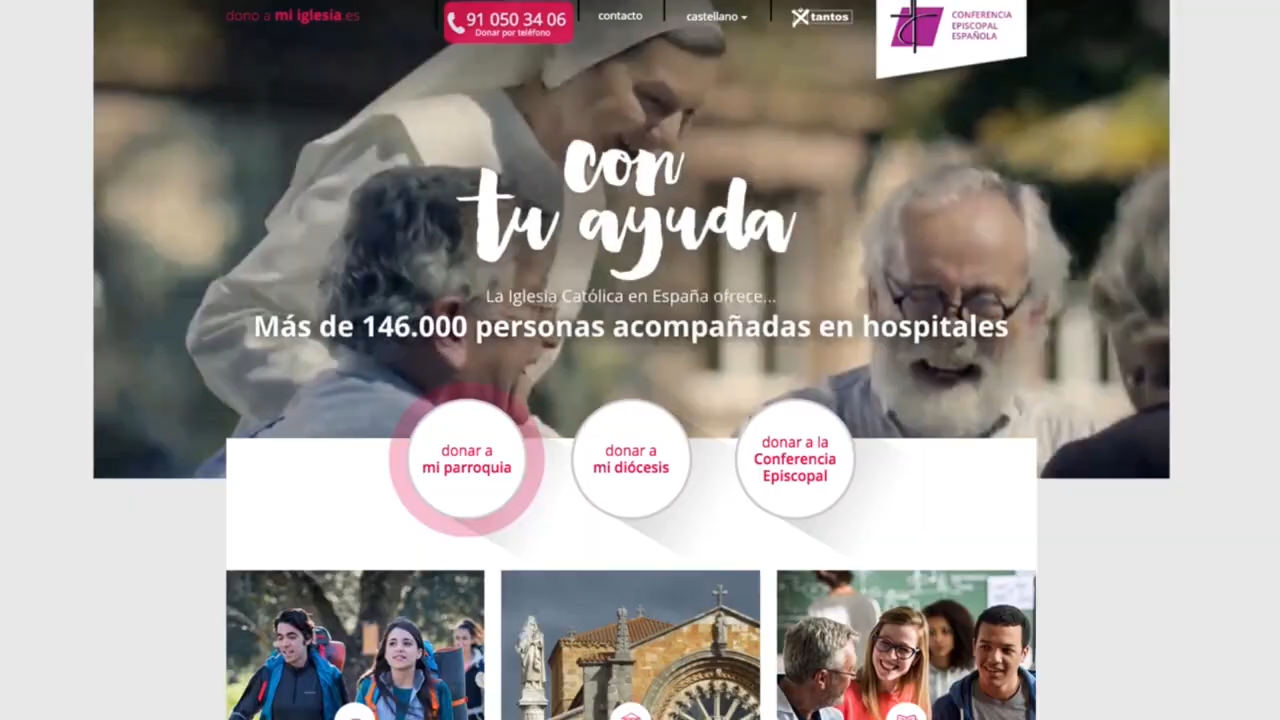 dono a mi iglesia.es
91 050 34 06
Donar por teléfono
contacto
castellano
Xtantos
CONFERENCIA
EPISCOPAL
ESPAÑOLA
con
tu ayuda
La Iglesia Católica en España ofrece...
Más de 146.000 personas acompañadas en hospitales
donar a
mi parroquia
donar a
mi diócesis
donar a la
Conferencia
Episcopal